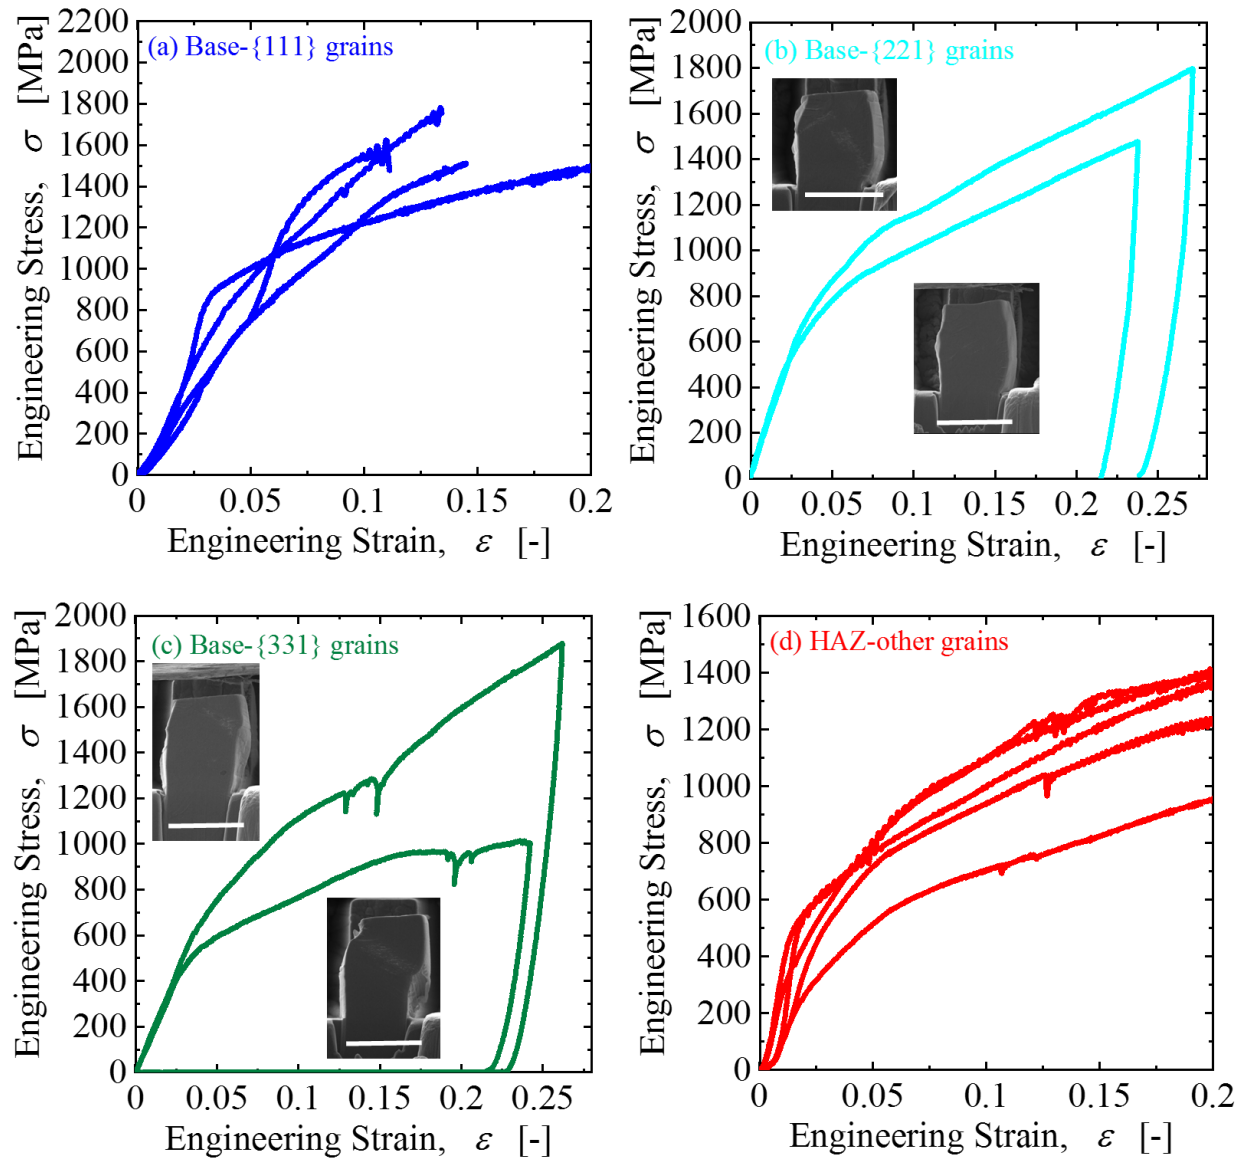 (a) Base-{111} grains
Engineering Stress, σ [MPa]
2200
2000
1800
1600
1400
1200
1000
800
600
400
200
0
0 0.05 0.1 0.15 0.2
Engineering Strain, ε [-]
(b) Base-{221} grains
Engineering Stress, σ [MPa]
2000
1800
1600
1400
1200
1000
800
600
400
200
0
0 0.05 0.1 0.15 0.2 0.25
Engineering Strain, ε [-]
(c) Base-{331} grains
Engineering Stress, σ [MPa]
2000
1800
1600
1400
1200
1000
800
600
400
200
0
0 0.05 0.1 0.15 0.2 0.25
Engineering Strain, ε [-]
(d) HAZ-other grains
Engineering Stress, σ [MPa]
1600
1400
1200
1000
800
600
400
200
0
0 0.05 0.1 0.15 0.2
Engineering Strain, ε [-]